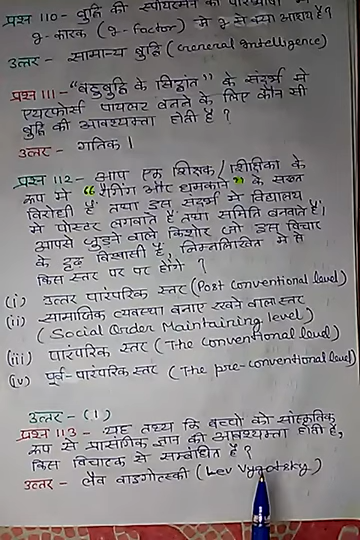 प्रश्न 110 - बुद्धि की स्पीयरमैन की परिभाषा में
g-कारक (g-factor) में g से क्या आशय है?
उत्तर - सामान्य बुद्धि (General Intelligence)
प्रश्न 111 - "बहुबुद्धि के सिद्धांत" के संदर्भ में
एयरफोर्स पायलट बनने के लिए कौन सी
बुद्धि की आवश्यकता होती है?
उत्तर - गतिक।
प्रश्न 112 - आप एक शिक्षक/शिक्षिका के
रूप में "रैगिंग और धमकाने" के सख्त
विरोधी हैं तथा इस संदर्भ में विद्यालय
में पोस्टर लगवाते हैं तथा समिति बनवाते हैं।
आपसे जुड़ने वाले किशोर जो इस विचार
के दृढ़ विश्वासी हैं, निम्नलिखित में से
किस स्तर पर पर होंगे ?
(i) उत्तर पारंपरिक स्तर (Post Conventional level)
(ii) सामाजिक व्यवस्था बनाए रखने वाला स्तर
(Social Order Maintaining level)
(iii) पारंपरिक स्तर (The conventional level)
(iv) पूर्व-पारंपरिक स्तर (The pre-conventional level)
उत्तर - (1)
प्रश्न 113 - यह तथ्य कि बच्चों को सांस्कृतिक
रूप से प्रासंगिक ज्ञान की आवश्यकता होती है,
किस विचारक से सम्बंधित है?
उत्तर - लैव वाइगोत्स्की (Lev Vygotsky)